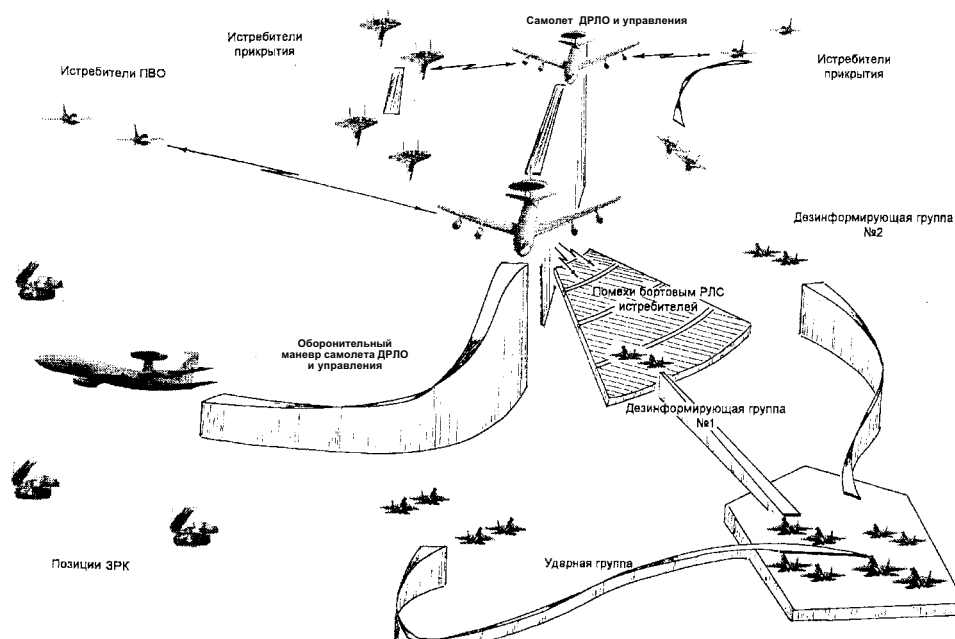 Самолет ДРЛО и управления
Истребители
прикрытия
Истребители
прикрытия
Истребители ПВО
Дезинформирующая группа
№2
Помехи бортовым РЛС
истребителей
Оборонительный
маневр самолета ДРЛО
и управления
Дезинформирующая группа
№1
Позиции ЗРК
Ударная группа